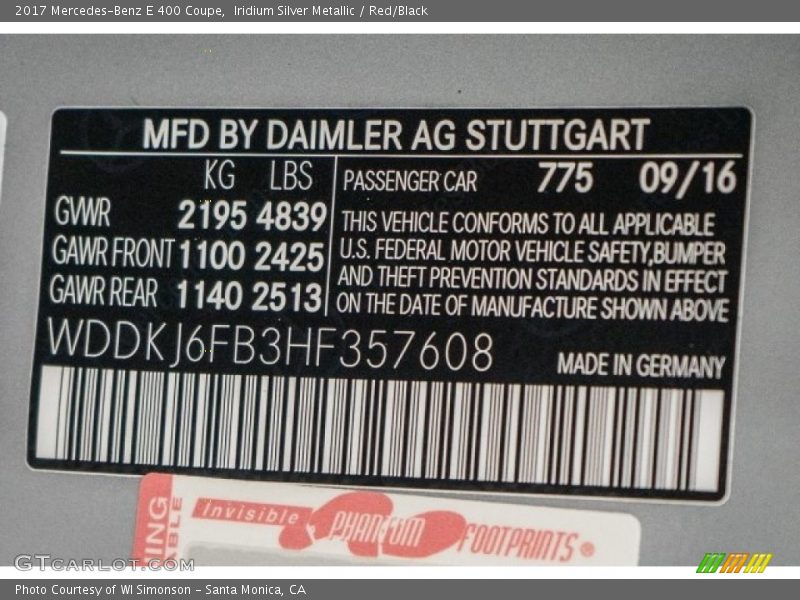 2017 Mercedes-Benz E 400 Coupe,  Iridium Silver Metallic / Red/Black
MFD BY DAIMLER AG STUTTGART
KG LBS
GVWR 2195 4839
GAWR FRONT 1100 2425
GAWR REAR 1140 2513
PASSENGER CAR 775 09/16
THIS VEHICLE CONFORMS TO ALL APPLICABLE
U.S. FEDERAL MOTOR VEHICLE SAFETY,BUMPER
AND THEFT PREVENTION STANDARDS IN EFFECT
ON THE DATE OF MANUFACTURE SHOWN ABOVE
WDDKJ6FB3HF357608
MADE IN GERMANY
Invisible PHANTOM FOOTPRINTS®
GTcarlot.com
Photo Courtesy of WI Simonson - Santa Monica, CA